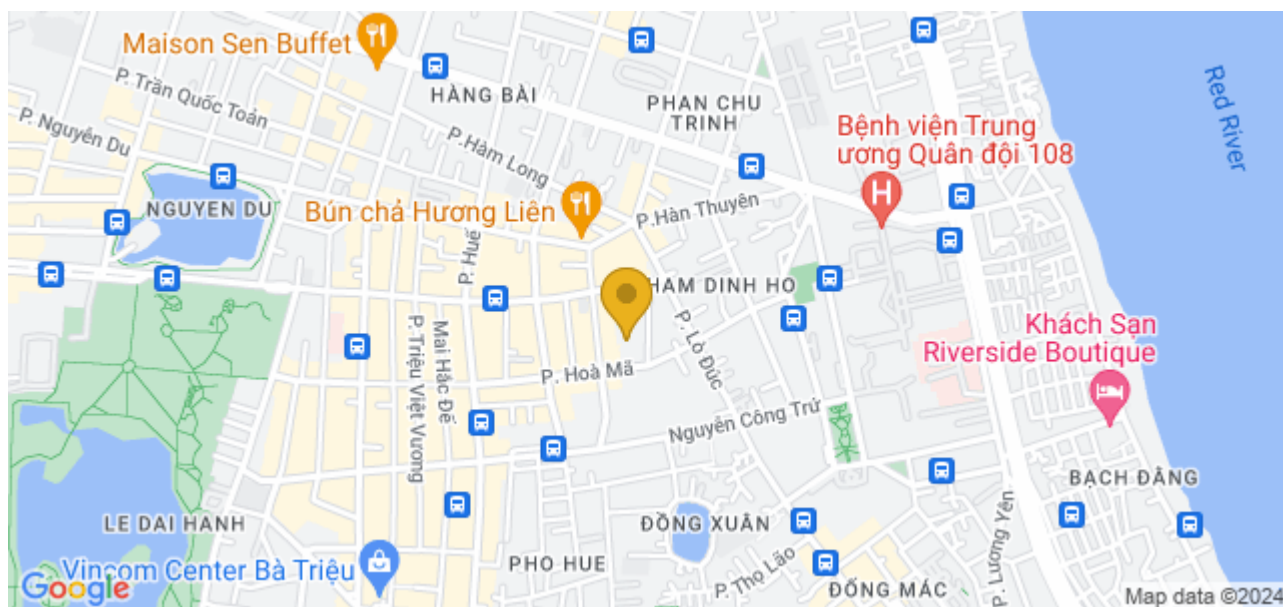 Maison Sen Buffet
P. Trần Quốc Toản
HÀNG BÀI
PHAN CHU
TRINH
Red River
P. Nguyễn Du
P.Hàm Long
Bệnh viện Trung
ương Quân đội 108
H
NGUYEN DU
Bún chả Hương Liên
P.Hàn Thuyên
P. Huế
HAM DINH HO
P. Lò Đúc
Khách Sạn
Riverside Boutique
Mai Hắc Đế
P. Triệu Việt Vương
P. Hoà Mã
Nguyễn Công Trứ
BẠCH ĐẰNG
LE DAI HANH
ĐỒNG XUÂN
P. Lương Yên
PHO HUE
Vincom Center Bà Triệu
P. Thọ Lão
ĐỐNG MÁC
Google
Map data ©2024